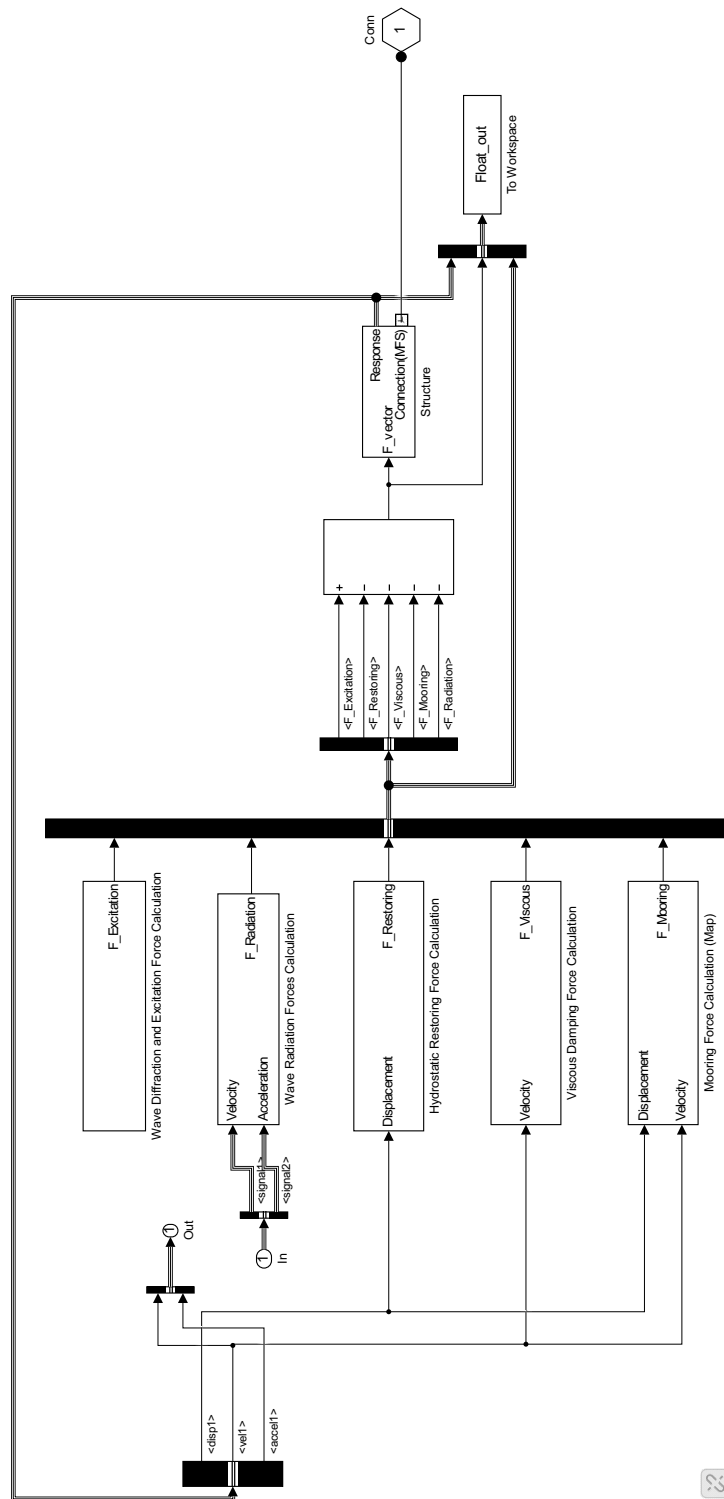 <disp1>
<vel1>
<accel1>
1
Out
1
In
<signal1>
<signal2>
F_Excitation
Wave Diffraction and Excitation Force Calculation
Velocity
Acceleration
F_Radiation
Wave Radiation Forces Calculation
Displacement
F_Restoring
Hydrostatic Restoring Force Calculation
Velocity
F_Viscous
Viscous Damping Force Calculation
Displacement
Velocity
F_Mooring
Mooring Force Calculation (Map)
<F_Excitation>
<F_Restoring>
<F_Viscous>
<F_Mooring>
<F_Radiation>
+
−
−
−
−
F_vector
Response
Connection(MFS)
Structure
Float_out
To Workspace
Conn
1